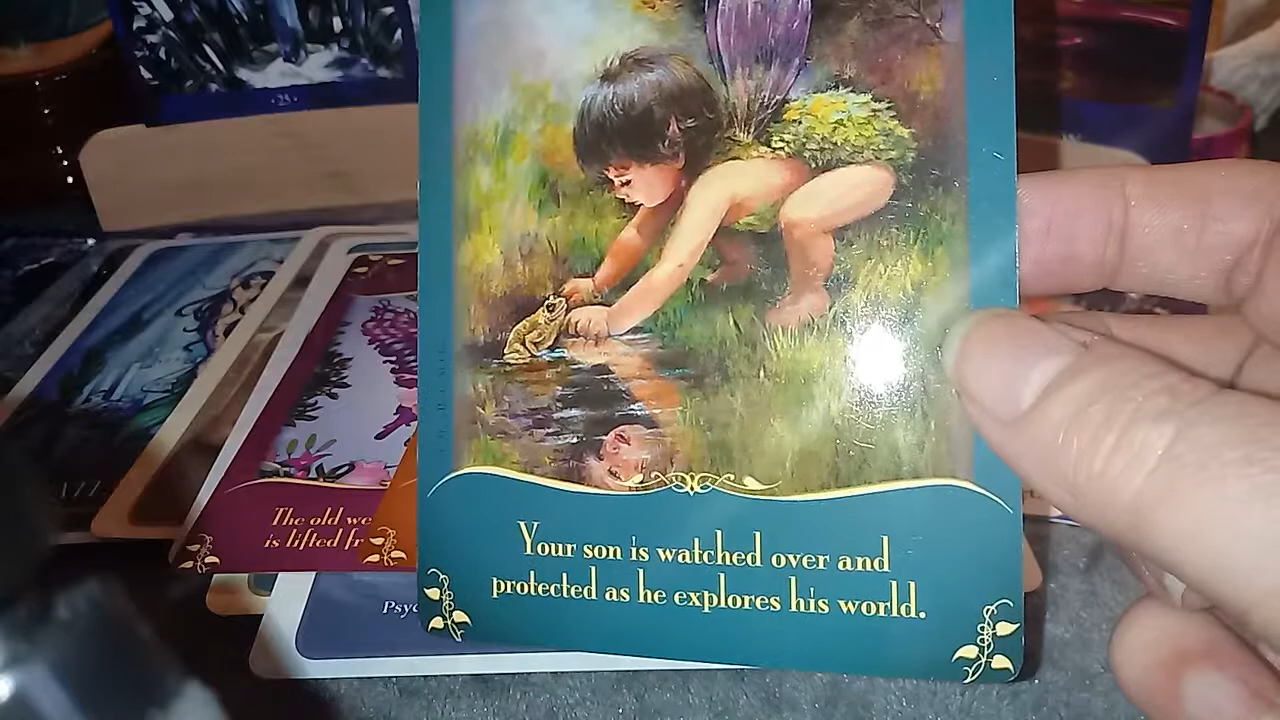 25
The old we
is lifted fr
Psyc
Your son is watched over and
protected as he explores his world.